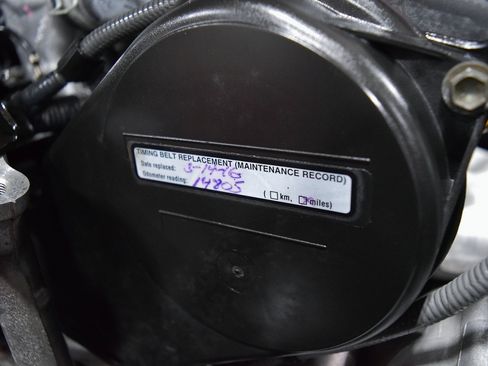 TIMING BELT REPLACEMENT (MAINTENANCE RECORD)
Date replaced:
Odometer reading: 14805
( km, miles)